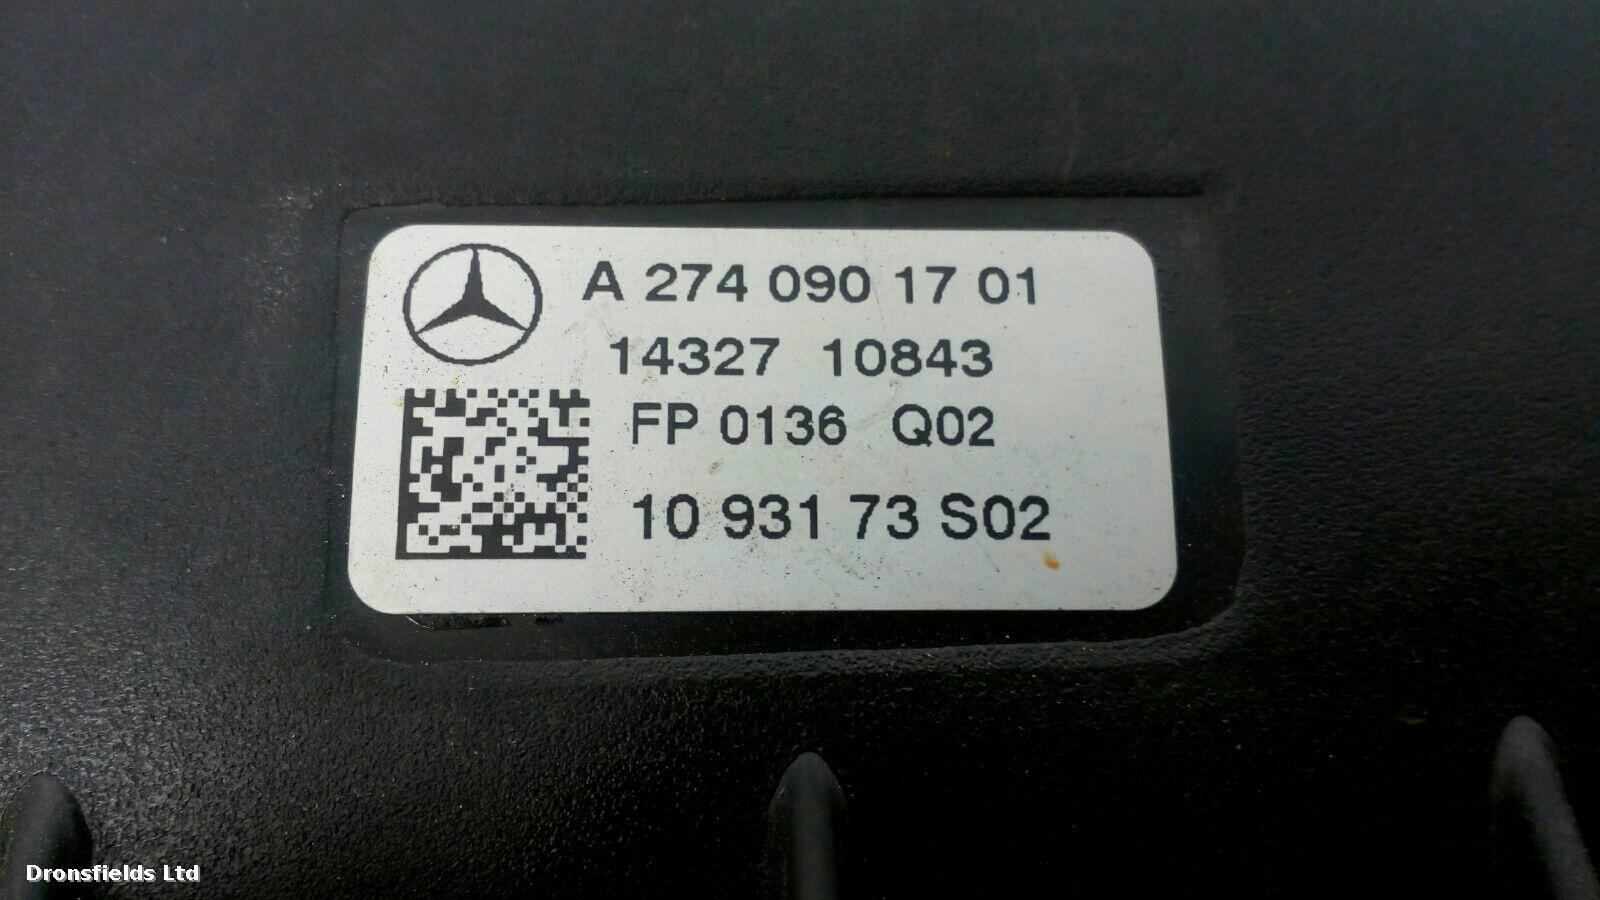 A 274 090 17 01
14327 10843
FP 0136 Q02
10 931 73 S02
Dronsfields Ltd